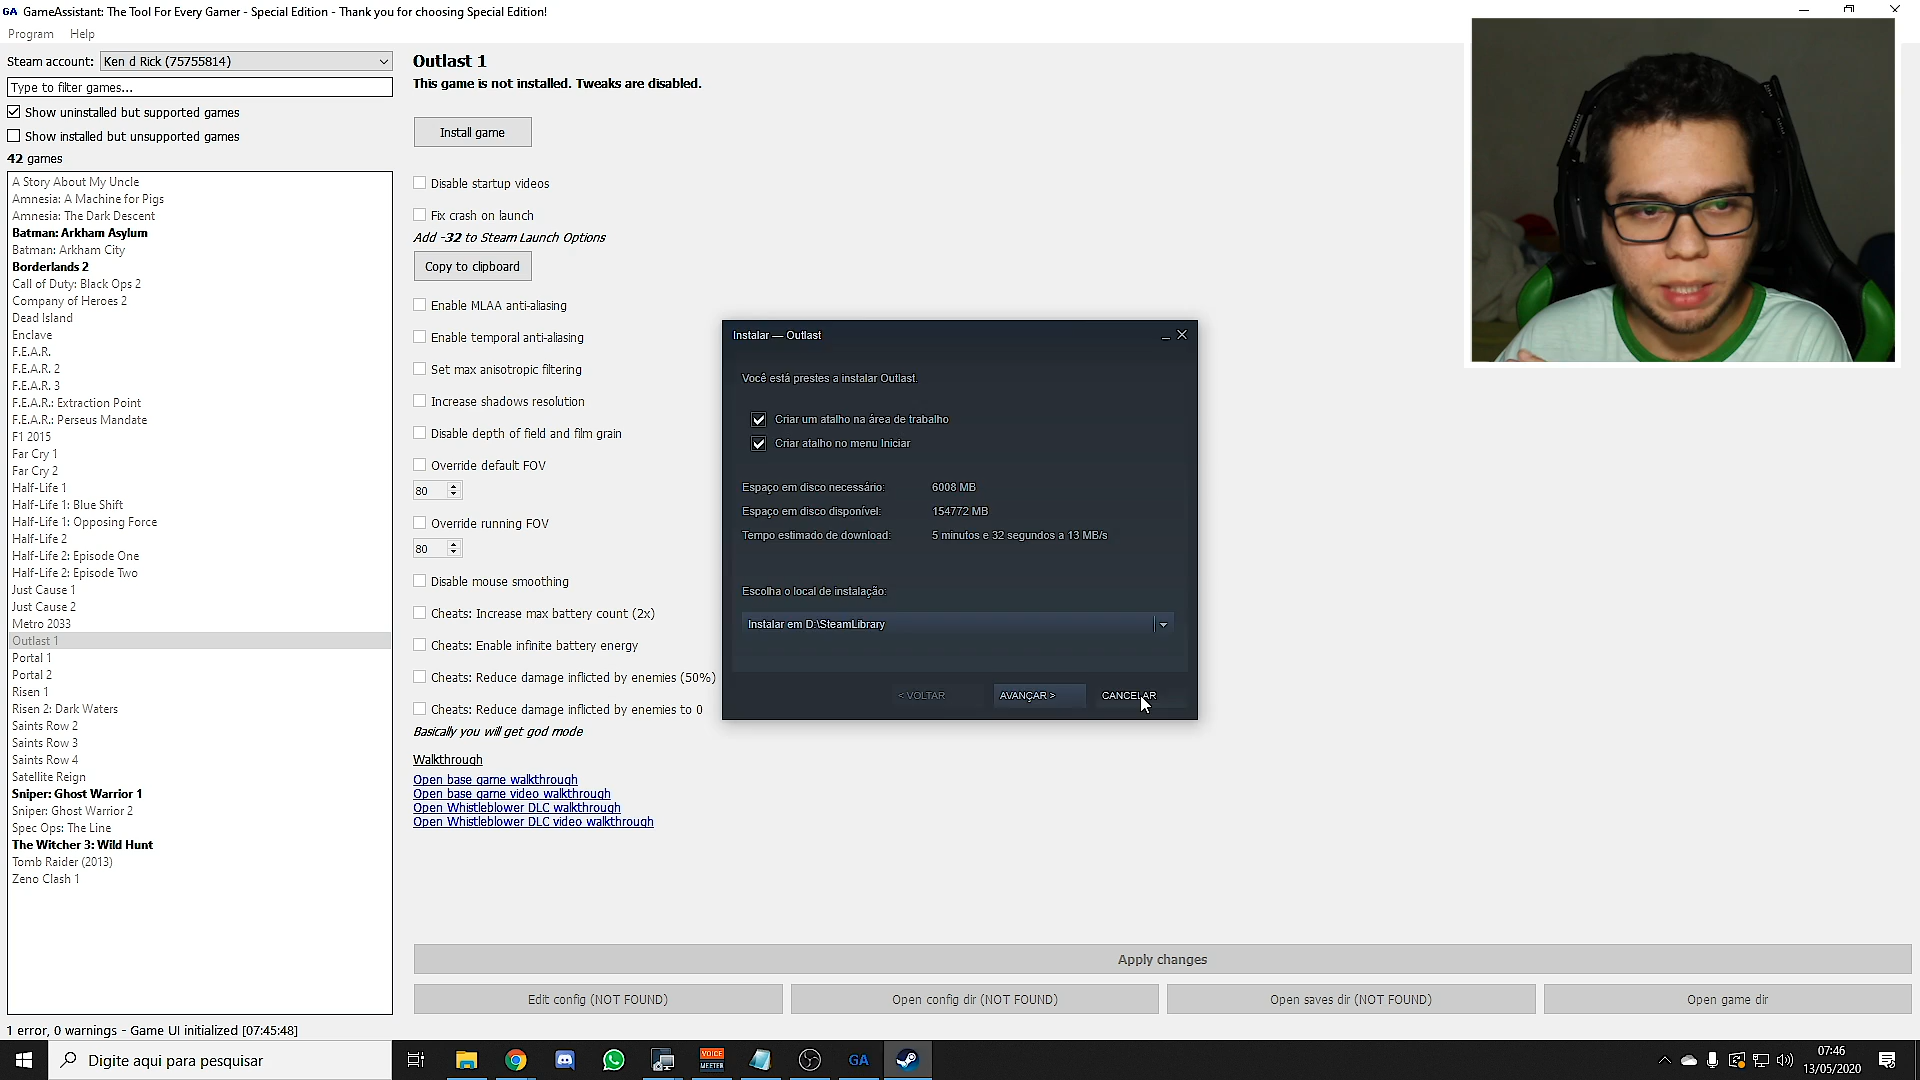 GA GameAssistant: The Tool For Every Gamer - Special Edition - Thank you for choosing Special Edition!
Program Help
Steam account: Ken d Rick (75755814)
Type to filter games...
Show uninstalled but supported games
Show installed but unsupported games
42 games
A Story About My Uncle
Amnesia: A Machine for Pigs
Amnesia: The Dark Descent
Batman: Arkham Asylum
Batman: Arkham City
Borderlands 2
Call of Duty: Black Ops 2
Company of Heroes 2
Dead Island
Enclave
F.E.A.R.
F.E.A.R. 2
F.E.A.R. 3
F.E.A.R.: Extraction Point
F.E.A.R.: Perseus Mandate
F1 2015
Far Cry 1
Far Cry 2
Half-Life 1
Half-Life 1: Blue Shift
Half-Life 1: Opposing Force
Half-Life 2
Half-Life 2: Episode One
Half-Life 2: Episode Two
Just Cause 1
Just Cause 2
Metro 2033
Outlast 1
Portal 1
Portal 2
Risen 1
Risen 2: Dark Waters
Saints Row 2
Saints Row 3
Saints Row 4
Satellite Reign
Sniper: Ghost Warrior 1
Sniper: Ghost Warrior 2
Spec Ops: The Line
The Witcher 3: Wild Hunt
Tomb Raider (2013)
Zeno Clash 1
1 error, 0 warnings - Game UI initialized [07:45:48]
Outlast 1
This game is not installed. Tweaks are disabled.
Install game
Disable startup videos
Fix crash on launch
Add -32 to Steam Launch Options
Copy to clipboard
Enable MLAA anti-aliasing
Enable temporal anti-aliasing
Set max anisotropic filtering
Increase shadows resolution
Disable depth of field and film grain
Override default FOV
80
Override running FOV
80
Disable mouse smoothing
Cheats: Increase max battery count (2x)
Cheats: Enable infinite battery energy
Cheats: Reduce damage inflicted by enemies (50%)
Cheats: Reduce damage inflicted by enemies to 0
Basically you will get god mode
Walkthrough
Open base game walkthrough
Open base game video walkthrough
Open Whistleblower DLC walkthrough
Open Whistleblower DLC video walkthrough
Instalar — Outlast
Você está prestes a instalar Outlast.
Criar um atalho na área de trabalho
Criar atalho no menu Iniciar
Espaço em disco necessário: 6008 MB
Espaço em disco disponível: 154772 MB
Tempo estimado de download: 5 minutos e 32 segundos a 13 MB/s
Escolha o local de instalação:
Instalar em D:\SteamLibrary
< VOLTAR AVANÇAR > CANCELAR
Apply changes
Edit config (NOT FOUND) Open config dir (NOT FOUND) Open saves dir (NOT FOUND) Open game dir
Digite aqui para pesquisar
VOICE
MEETER
GA
07:46
13/05/2020